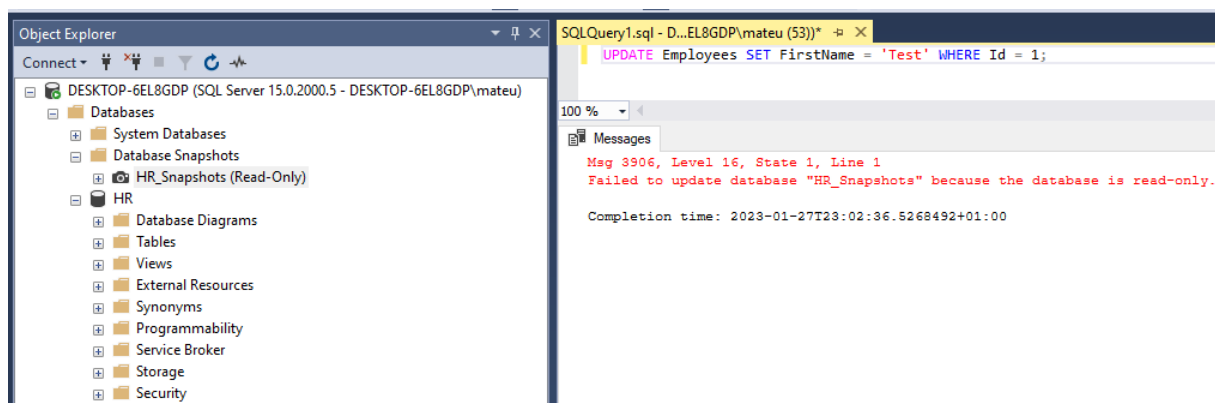 Object Explorer
Connect
DESKTOP-6EL8GDP (SQL Server 15.0.2000.5 - DESKTOP-6EL8GDP\mateu)
Databases
System Databases
Database Snapshots
HR_Snapshots (Read-Only)
HR
Database Diagrams
Tables
Views
External Resources
Synonyms
Programmability
Service Broker
Storage
Security
SQLQuery1.sql - D...EL8GDP\mateu (53))*
UPDATE Employees SET FirstName = 'Test' WHERE Id = 1;
100 %
Messages
Msg 3906, Level 16, State 1, Line 1
Failed to update database "HR_Snapshots" because the database is read-only.
Completion time: 2023-01-27T23:02:36.5268492+01:00